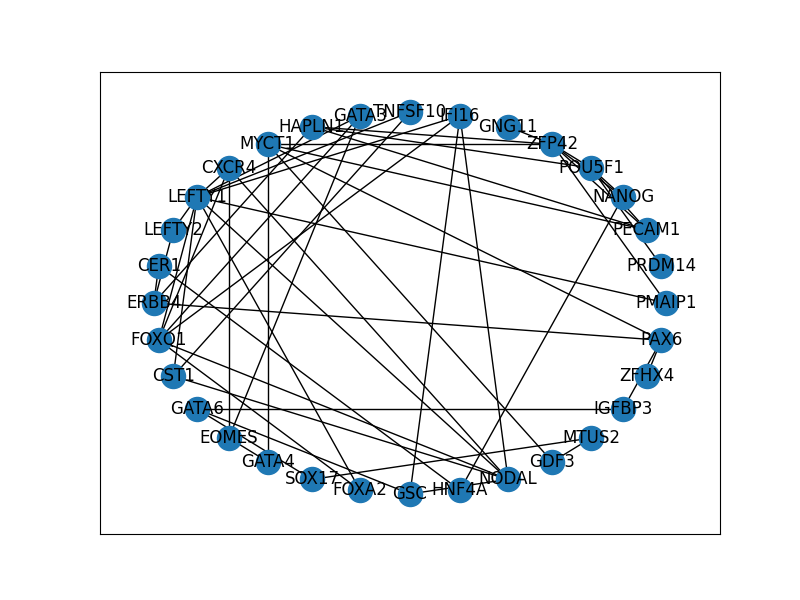 TNFSF10
GATA3
IFI16
HAPLN1
GNG11
MYCT1
ZFP42
CXCR4
POU5F1
LEFTY1
NANOG
LEFTY2
PECAM1
CER1
PRDM14
ERBB4
PMAIP1
FOXO1
PAX6
CST1
ZFHX4
GATA6
IGFBP3
EOMES
MTUS2
GATA4
GDF3
SOX17
NODAL
FOXA2
HNF4A
GSC